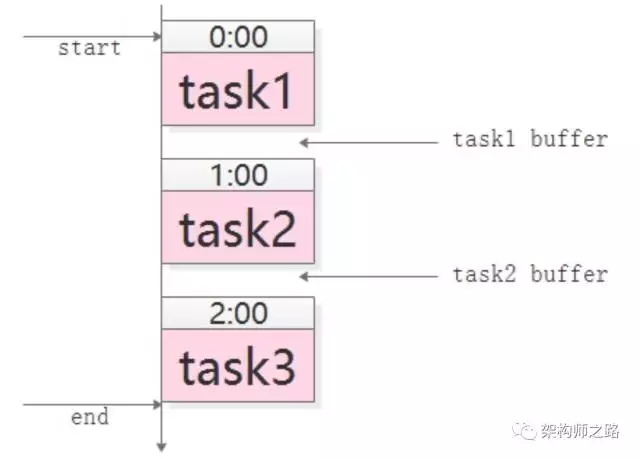 start
0:00
task1
task1 buffer
1:00
task2
task2 buffer
2:00
task3
end
架构师之路